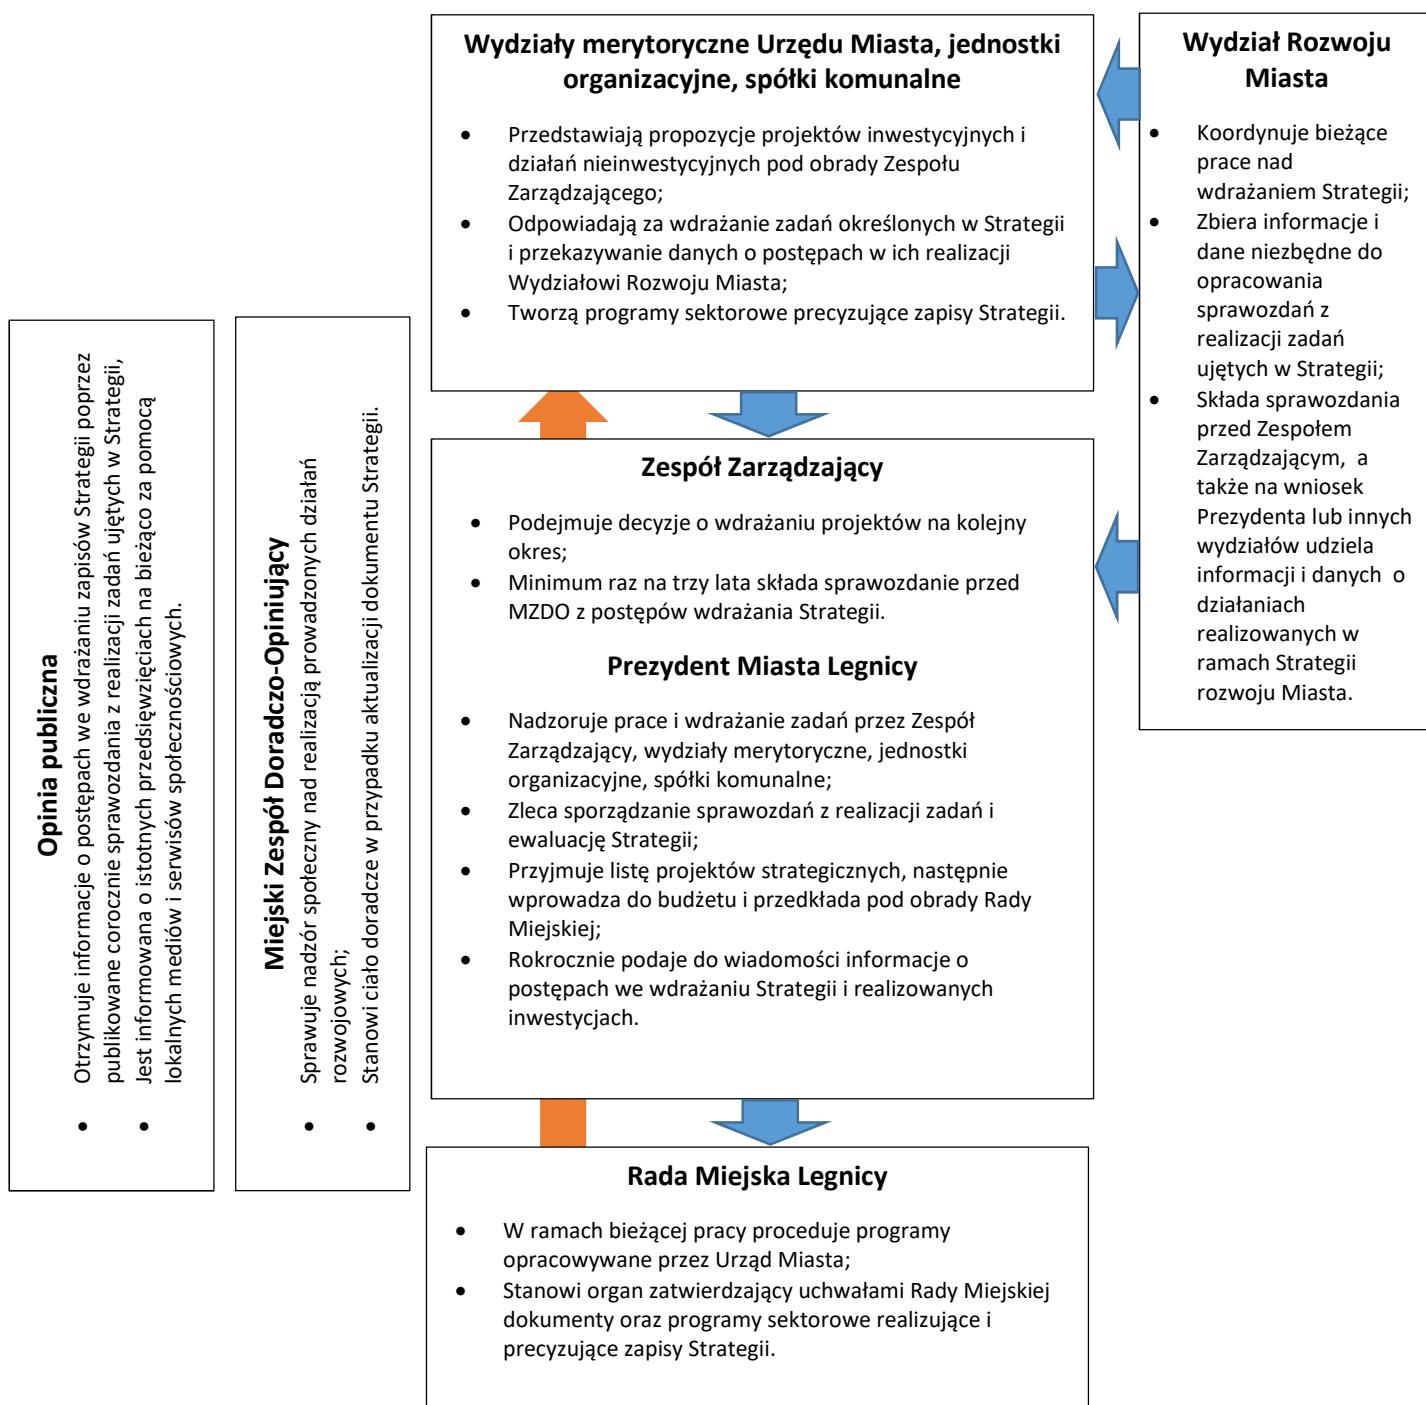 Wydziały merytoryczne Urzędu Miasta, jednostki
organizacyjne, spółki komunalne
• Przedstawiają propozycje projektów inwestycyjnych i
działań nieinwestycyjnych pod obrady Zespołu
Zarządzającego;
• Odpowiadają za wdrażanie zadań określonych w Strategii
i przekazywanie danych o postępach w ich realizacji
Wydziałowi Rozwoju Miasta;
• Tworzą programy sektorowe precyzujące zapisy Strategii.
Wydział Rozwoju
Miasta
• Koordynuje bieżące
prace nad
wdrażaniem Strategii;
• Zbiera informacje i
dane niezbędne do
opracowania
sprawozdań z
realizacji zadań
ujętych w Strategii;
• Składa sprawozdania
przed Zespołem
Zarządzającym, a
także na wniosek
Prezydenta lub innych
wydziałów udziela
informacji i danych o
działaniach
realizowanych w
ramach Strategii
rozwoju Miasta.
Opinia publiczna
• Otrzymuje informacje o postępach we wdrażaniu zapisów Strategii poprzez
publikowane corocznie sprawozdania z realizacji zadań ujętych w Strategii,
• Jest informowana o istotnych przedsięwzięciach na bieżąco za pomocą
lokalnych mediów i serwisów społecznościowych.
Miejski Zespół Doradczo-Opiniujący
• Sprawuje nadzór społeczny nad realizacją prowadzonych działań
rozwojowych;
• Stanowi ciało doradcze w przypadku aktualizacji dokumentu Strategii.
Zespół Zarządzający
• Podejmuje decyzje o wdrażaniu projektów na kolejny
okres;
• Minimum raz na trzy lata składa sprawozdanie przed
MZDO z postępów wdrażania Strategii.
Prezydent Miasta Legnicy
• Nadzoruje prace i wdrażanie zadań przez Zespół
Zarządzający, wydziały merytoryczne, jednostki
organizacyjne, spółki komunalne;
• Zleca sporządzanie sprawozdań z realizacji zadań i
ewaluację Strategii;
• Przyjmuje listę projektów strategicznych, następnie
wprowadza do budżetu i przedkłada pod obrady Rady
Miejskiej;
• Rokrocznie podaje do wiadomości informacje o
postępach we wdrażaniu Strategii i realizowanych
inwestycjach.
Rada Miejska Legnicy
• W ramach bieżącej pracy proceduje programy
opracowywane przez Urząd Miasta;
• Stanowi organ zatwierdzający uchwałami Rady Miejskiej
dokumenty oraz programy sektorowe realizujące i
precyzujące zapisy Strategii.